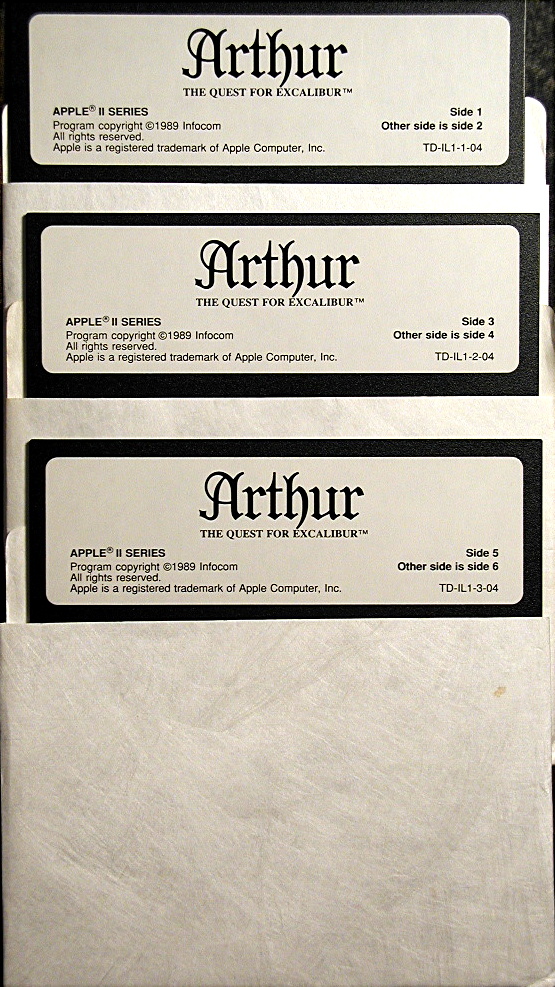 Arthur
THE QUEST FOR EXCALIBUR™
APPLE® II SERIES Side 1
Program copyright ©1989 Infocom Other side is side 2
All rights reserved.
Apple is a registered trademark of Apple Computer, Inc. TD-IL1-1-04
Arthur
THE QUEST FOR EXCALIBUR™
APPLE® II SERIES Side 3
Program copyright ©1989 Infocom Other side is side 4
All rights reserved.
Apple is a registered trademark of Apple Computer, Inc. TD-IL1-2-04
Arthur
THE QUEST FOR EXCALIBUR™
APPLE® II SERIES Side 5
Program copyright ©1989 Infocom Other side is side 6
All rights reserved.
Apple is a registered trademark of Apple Computer, Inc. TD-IL1-3-04